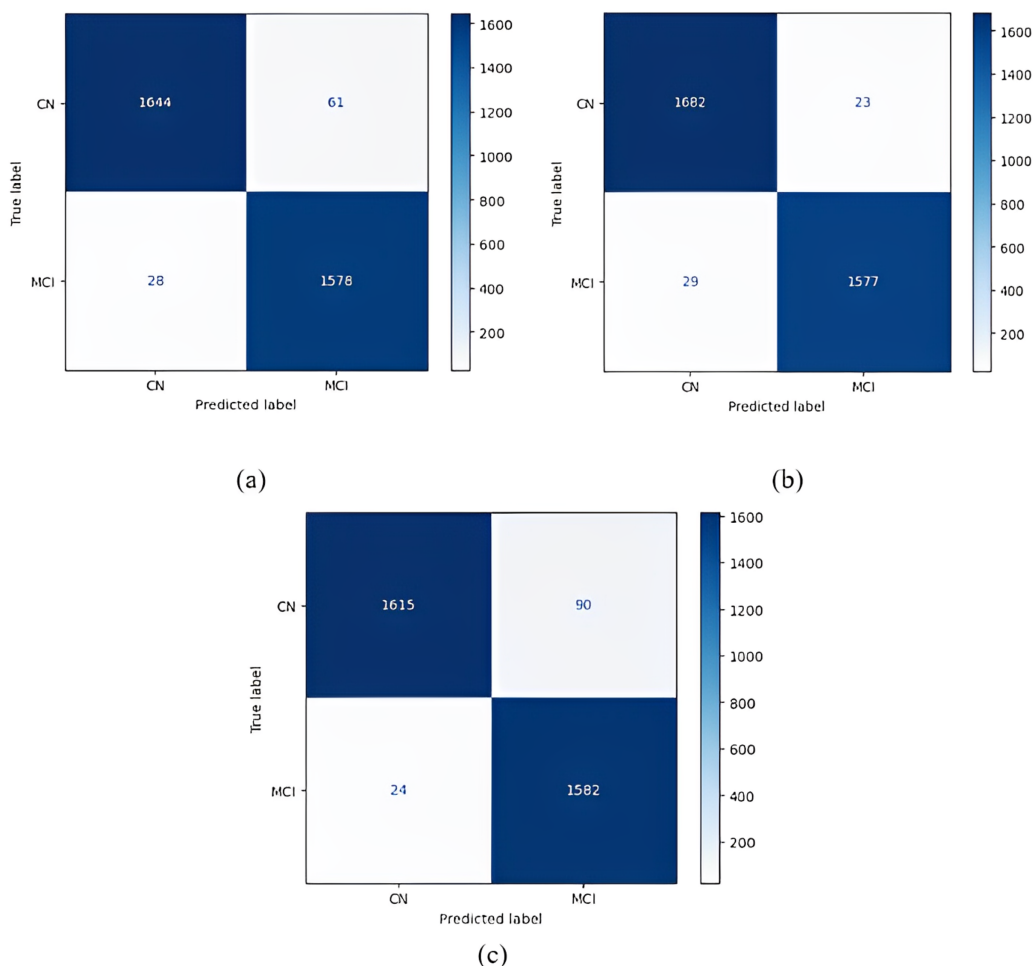 1600
1400
CN
1644
61
1200
1000
True label
800
600
MCI
28
1578
400
200
CN
MCI
Predicted label
(a)
1600
1400
CN
1682
23
1200
1000
True label
800
600
MCI
29
1577
400
200
CN
MCI
Predicted label
(b)
1600
1400
CN
1615
90
1200
1000
True label
800
600
MCI
24
1582
400
200
CN
MCI
Predicted label
(c)